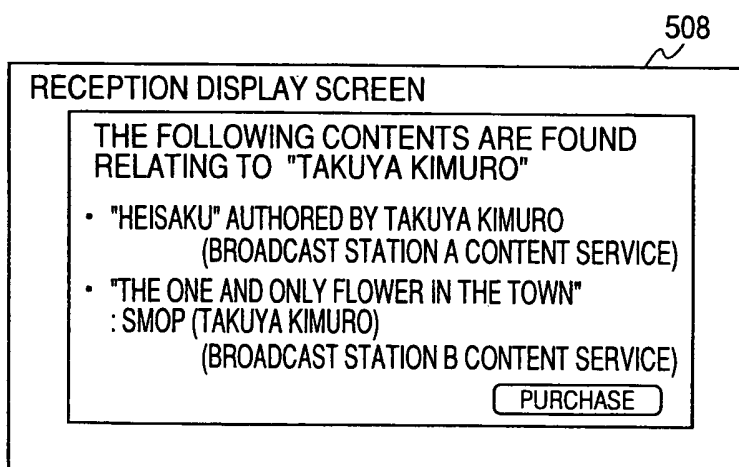 508
RECEPTION DISPLAY SCREEN
THE FOLLOWING CONTENTS ARE FOUND
RELATING TO "TAKUYA KIMURO"
• "HEISAKU" AUTHORED BY TAKUYA KIMURO
(BROADCAST STATION A CONTENT SERVICE)
• "THE ONE AND ONLY FLOWER IN THE TOWN"
: SMOP (TAKUYA KIMURO)
(BROADCAST STATION B CONTENT SERVICE)
PURCHASE